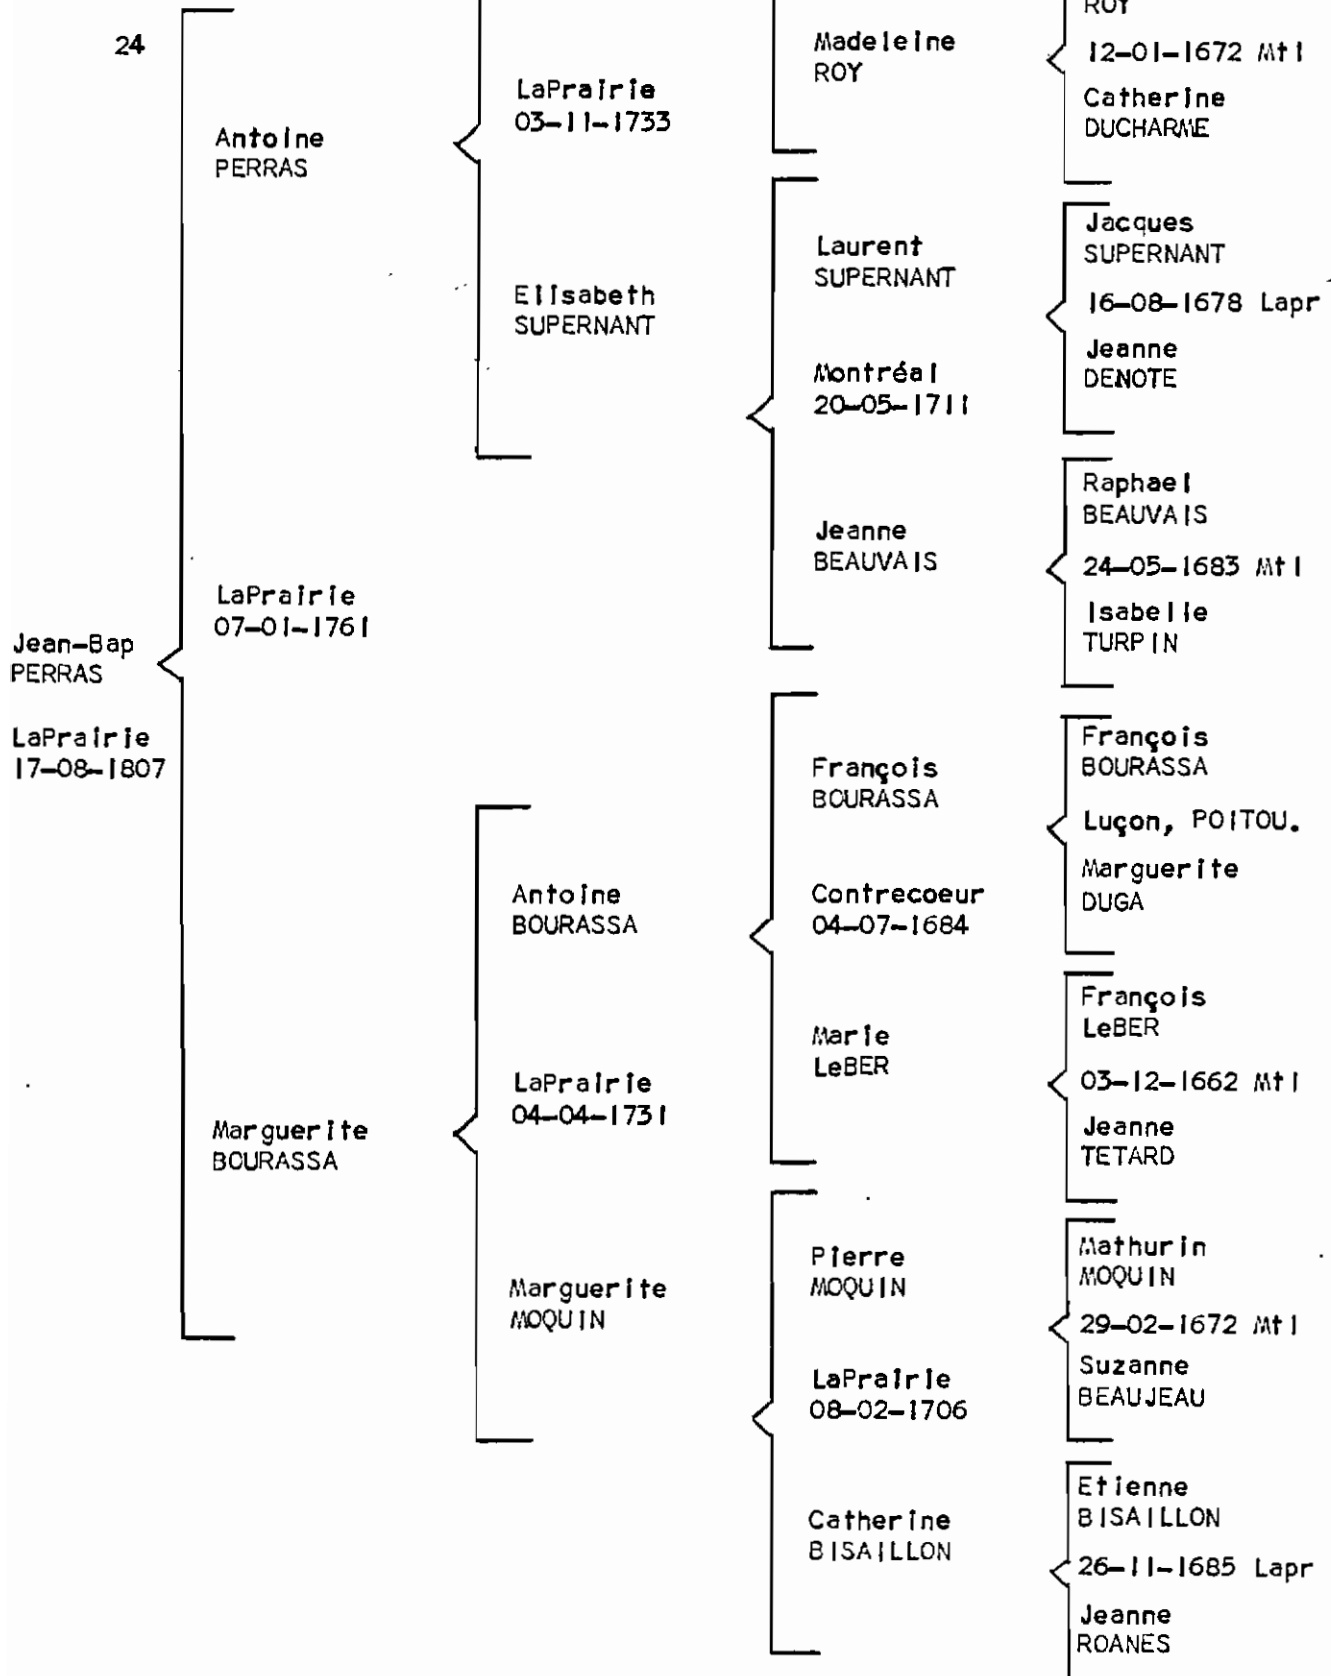 24
Jean-Bap
PERRAS
LaPrairie
17-08-1807
Antoine
PERRAS
LaPrairie
07-01-1761
Marguerite
BOURASSA
LaPrairie
03-11-1733
Elisabeth
SUPERNANT
Antoine
BOURASSA
LaPrairie
04-04-1731
Marguerite
MOQUIN
Madeleine
ROY
Laurent
SUPERNANT
Montréal
20-05-1711
Jeanne
BEAUVAIS
François
BOURASSA
Contrecoeur
04-07-1684
Marie
LeBER
Pierre
MOQUIN
LaPrairie
08-02-1706
Catherine
BISAILLON
ROY
12-01-1672 Mtl
Catherine
DUCHARME
Jacques
SUPERNANT
16-08-1678 Lapr
Jeanne
DENOTE
Raphael
BEAUVAIS
24-05-1683 Mtl
Isabelle
TURPIN
François
BOURASSA
Luçon, POITOU.
Marguerite
DUGA
François
LeBER
03-12-1662 Mtl
Jeanne
TETARD
Mathurin
MOQUIN
29-02-1672 Mtl
Suzanne
BEAUJEAU
Etienne
BISAILLON
26-11-1685 Lapr
Jeanne
ROANES